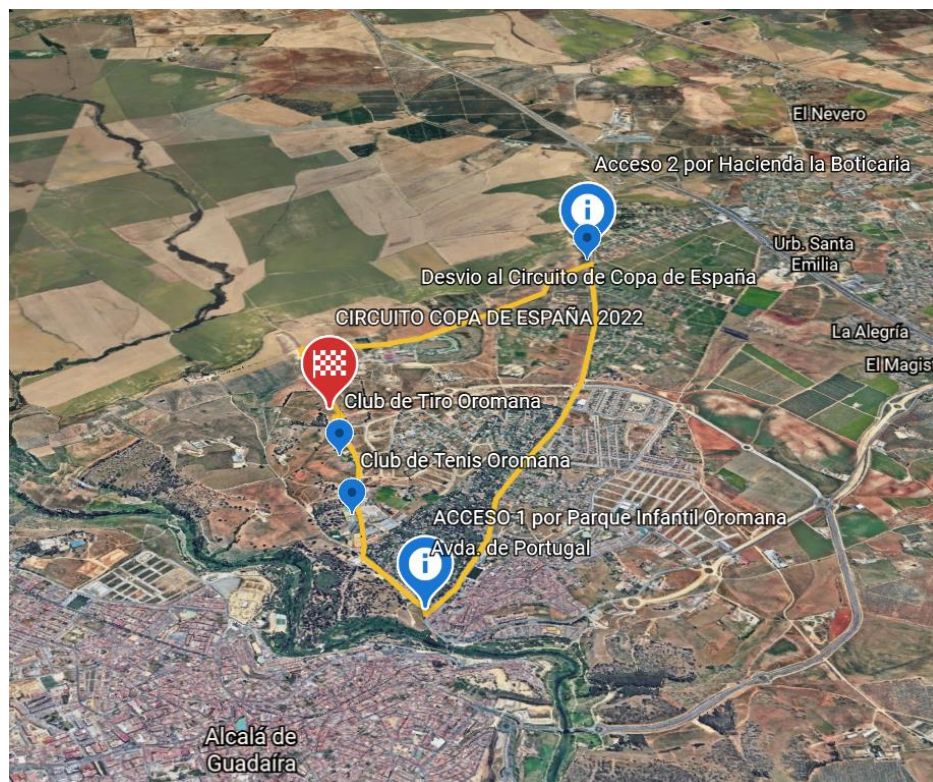 El Nevero
Acceso 2 por Hacienda la Boticaria
Urb. Santa
Emilia
Desvio al Circuito de Copa de España
CIRCUITO COPA DE ESPAÑA 2022
La Alegría
El Magist
Club de Tiro Oromana
Club de Tenis Oromana
ACCESO 1 por Parque Infantil Oromana
Avda. de Portugal
Alcalá de
Guadaíra